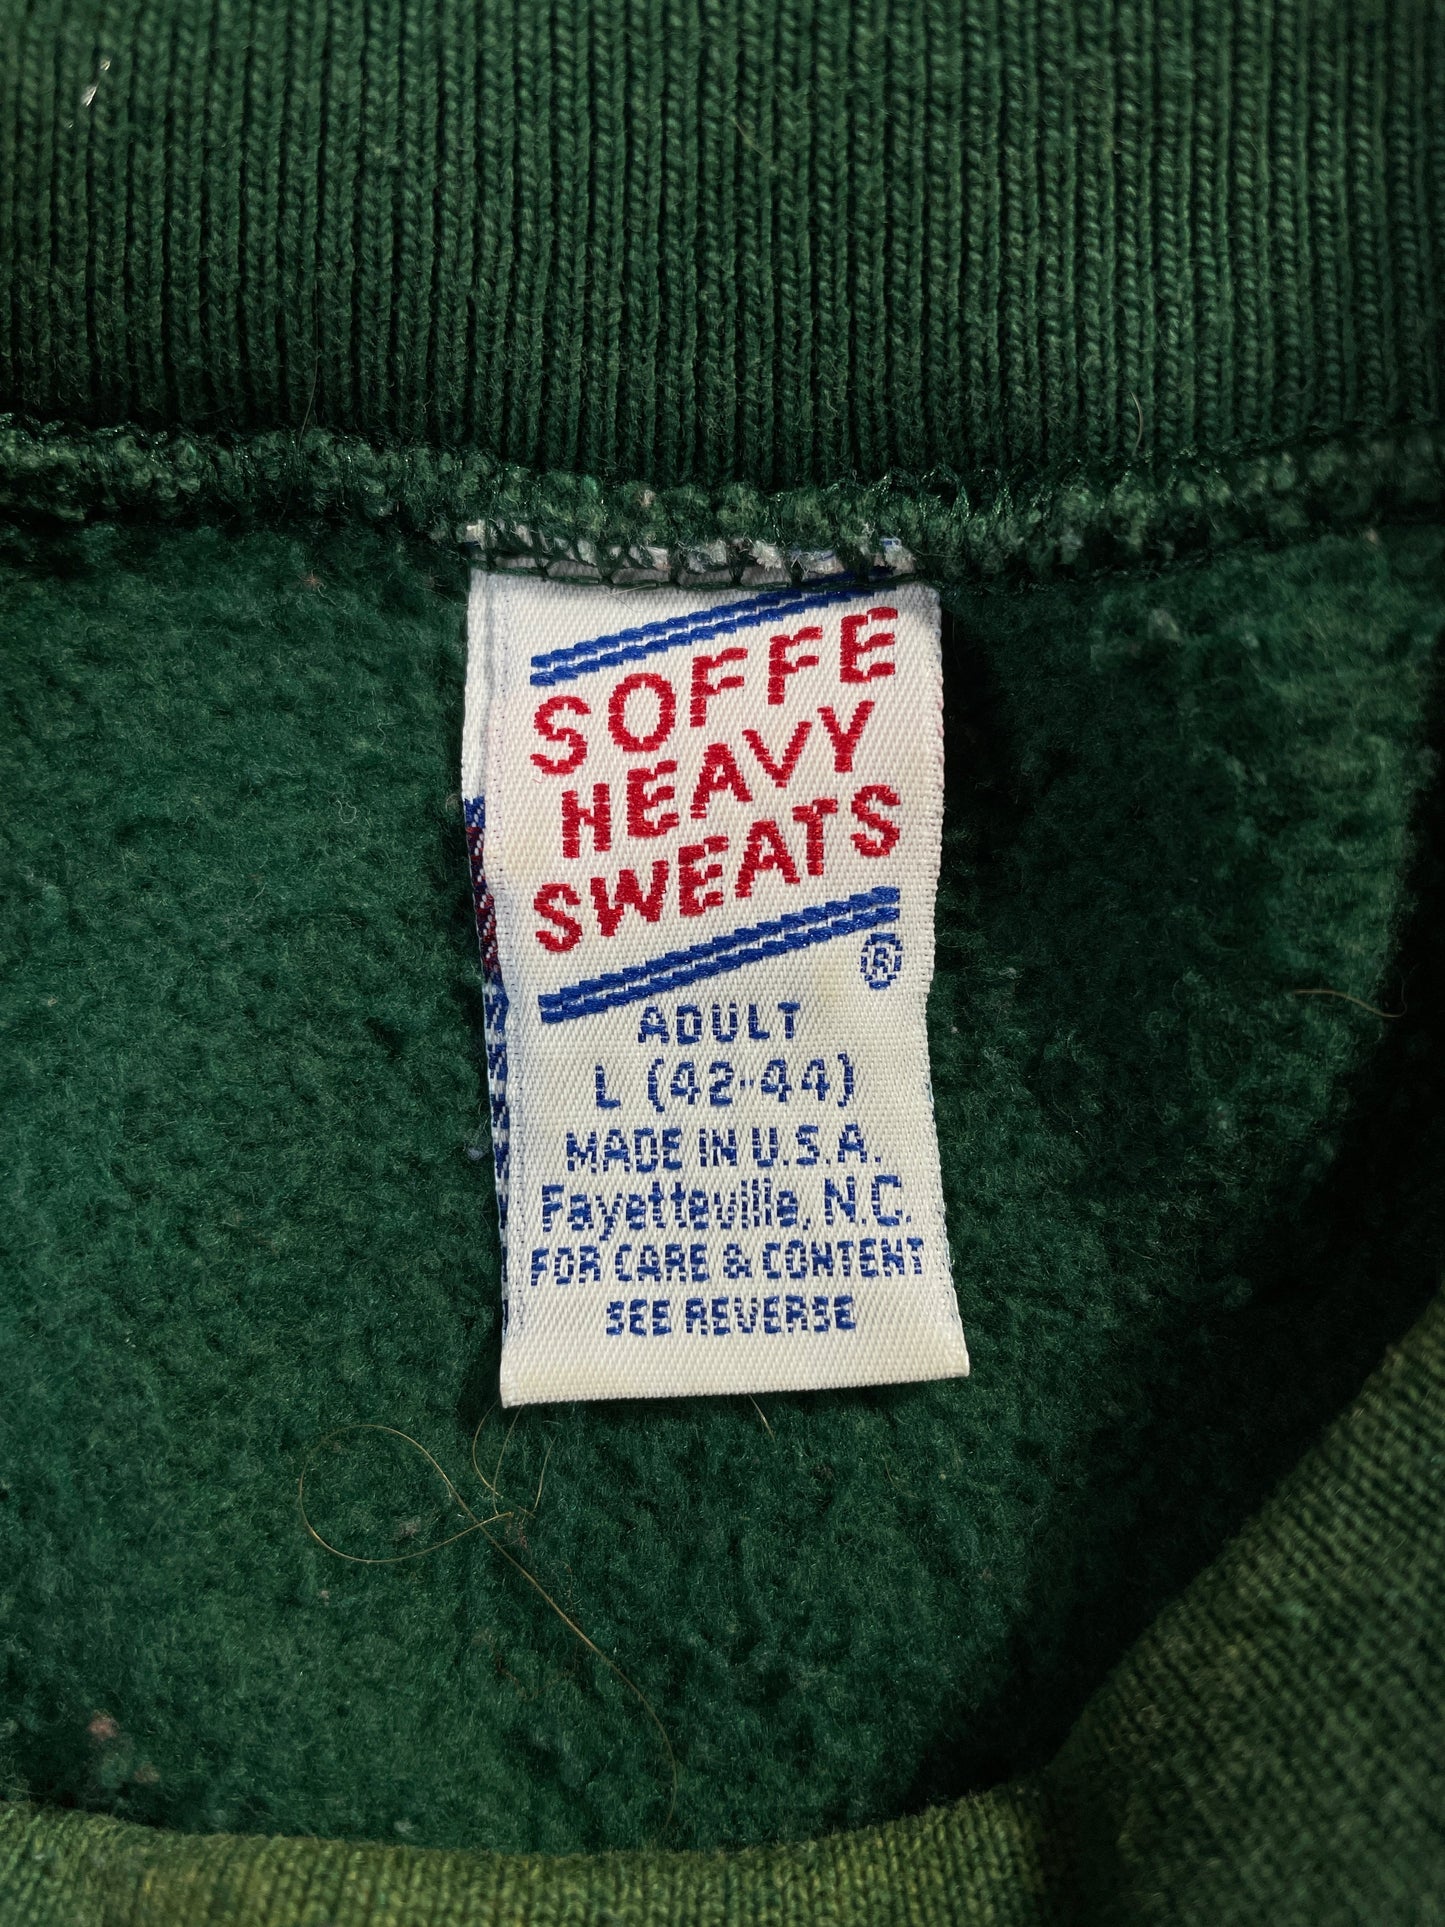 SOFFE
HEAVY
SWEATS
®
ADULT
L (42-44)
MADE IN U.S.A.
Fayetteville, N.C.
FOR CARE & CONTENT
SEE REVERSE